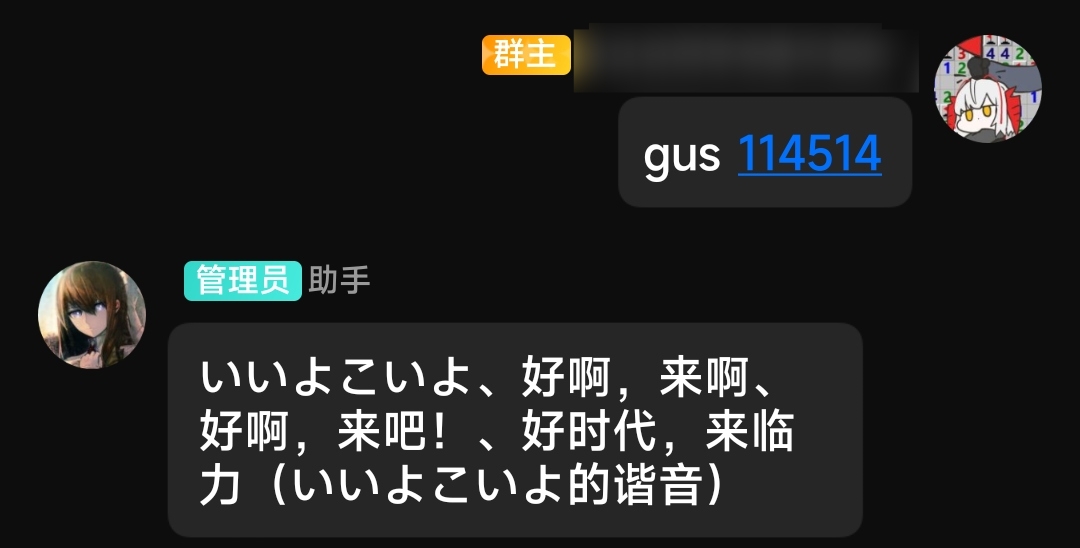 群主
gus 114514
管理员 助手
いいよこいよ、好啊，来啊、
好啊，来吧！、好时代，来临
力（いいよこいよ的谐音）